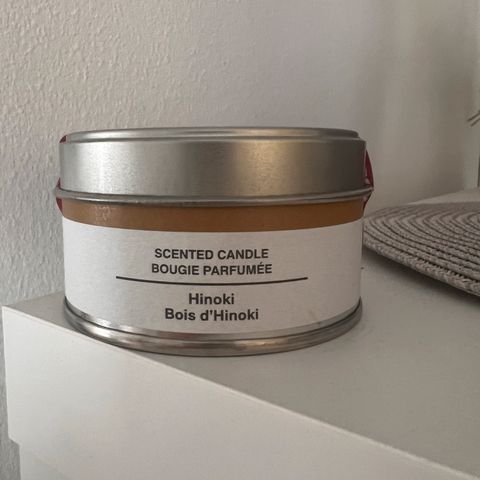 SCENTED CANDLE
BOUGIE PARFUMÉE
Hinoki
Bois d'Hinoki